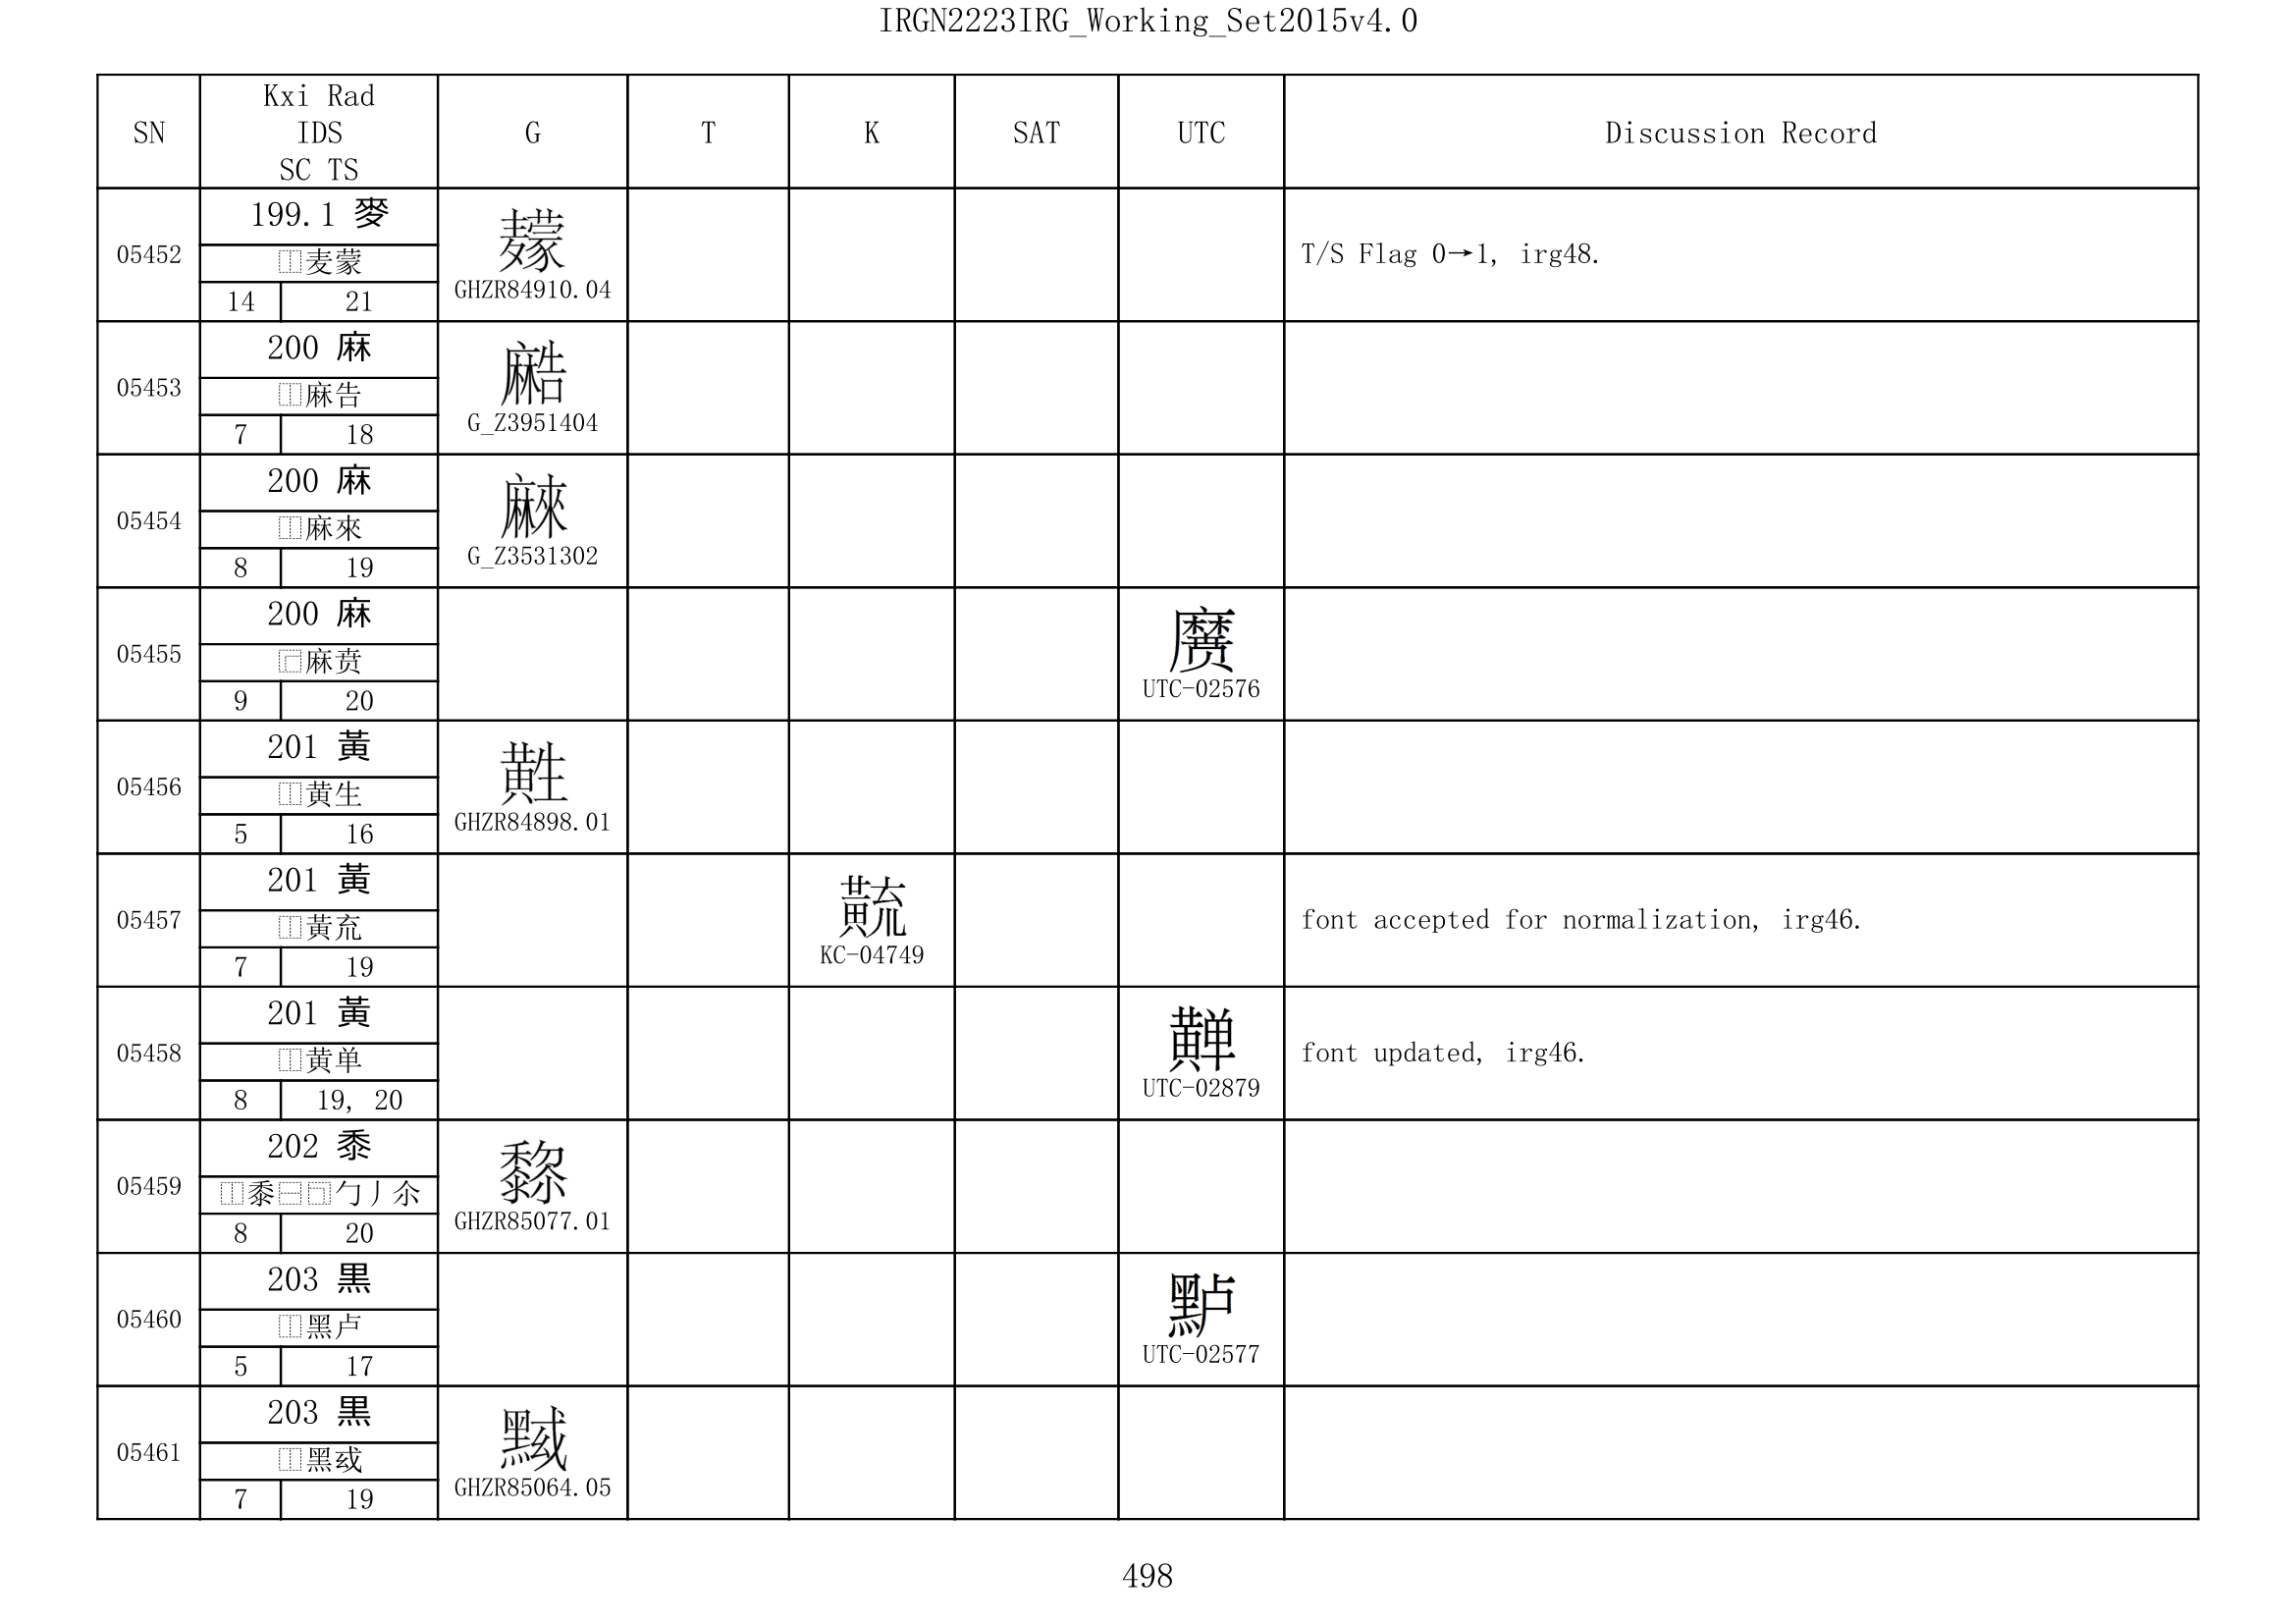 IRGN2223IRG_Working_Set2015v4.0
SN
Kxi Rad
IDS
SC TS
G
T
K
SAT
UTC
Discussion Record
05452
199.1 麥
⿰麦蒙
14 21
GHZR84910.04
T/S Flag 0→1, irg48.
05453
200 麻
⿰麻告
7 18
G_Z3951404
05454
200 麻
⿰麻來
8 19
G_Z3531302
05455
200 麻
⿸麻贲
9 20
UTC-02576
05456
201 黃
⿰黄生
5 16
GHZR84898.01
05457
201 黃
⿰黃㐬
7 19
KC-04749
font accepted for normalization, irg46.
05458
201 黃
⿰黄单
8 19, 20
UTC-02879
font updated, irg46.
05459
202 黍
⿰黍⿱⿹勹丿氽
8 20
GHZR85077.01
05460
203 黒
⿰黑卢
5 17
UTC-02577
05461
203 黒
⿰黑㦯
7 19
GHZR85064.05
498